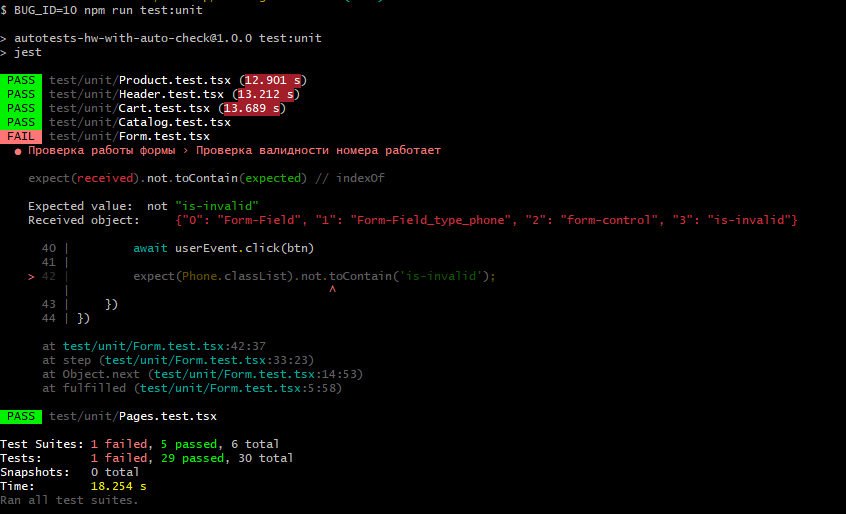 $ BUG_ID=10 npm run test:unit
> autotests-hw-with-auto-check@1.0.0 test:unit
> jest
PASS test/unit/Product.test.tsx (12.901 s)
PASS test/unit/Header.test.tsx (13.212 s)
PASS test/unit/Cart.test.tsx (13.689 s)
PASS test/unit/Catalog.test.tsx
FAIL test/unit/Form.test.tsx
● Проверка работы формы › Проверка валидности номера работает
expect(received).not.toContain(expected) // indexOf
Expected value:  not "is-invalid"
Received object:     {"0": "Form-Field", "1": "Form-Field_type_phone", "2": "form-control", "3": "is-invalid"}
40 |         await userEvent.click(btn)
41 |
> 42 |         expect(Phone.classList).not.toContain('is-invalid');
|                                     ^
43 |     })
44 | })
at test/unit/Form.test.tsx:42:37
at step (test/unit/Form.test.tsx:33:23)
at Object.next (test/unit/Form.test.tsx:14:53)
at fulfilled (test/unit/Form.test.tsx:5:58)
PASS test/unit/Pages.test.tsx
Test Suites: 1 failed, 5 passed, 6 total
Tests:       1 failed, 29 passed, 30 total
Snapshots:   0 total
Time:        18.254 s
Ran all test suites.